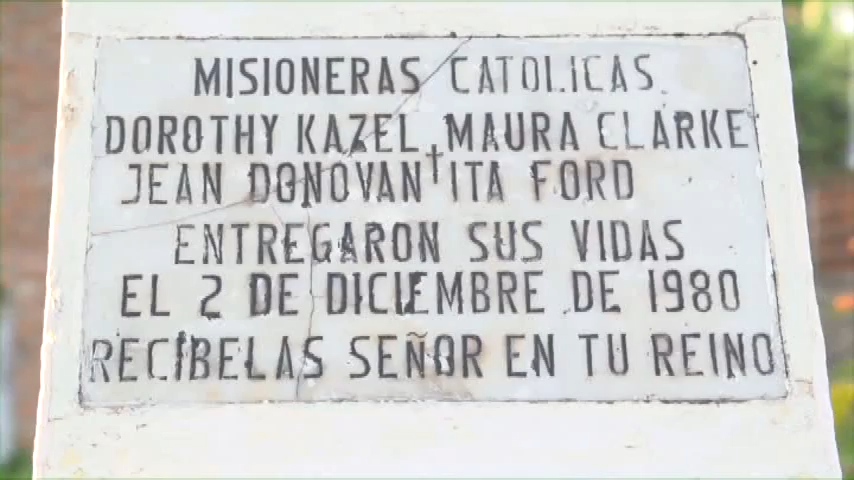 MISIONERAS CATOLICAS.
DOROTHY KAZEL MAURA CLARKE
JEAN DONOVAN † ITA FORD
ENTREGARON SUS VIDAS
EL 2 DE DICIEMBRE DE 1980
RECIBELAS SEÑOR EN TU REINO